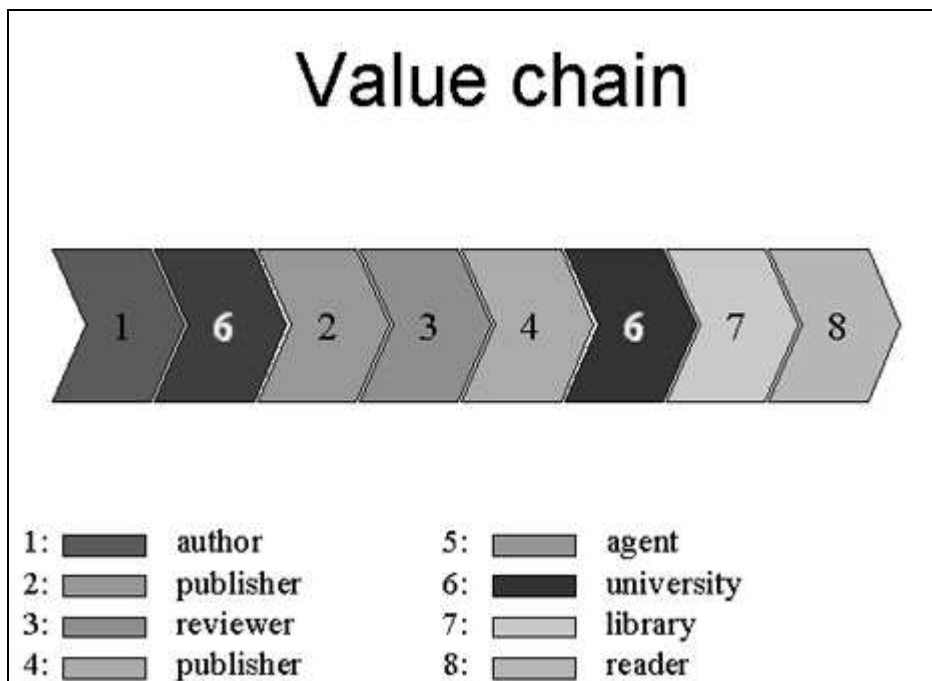 Value chain
1 6 2 3 4 6 7 8
1: author 5: agent
2: publisher 6: university
3: reviewer 7: library
4: publisher 8: reader